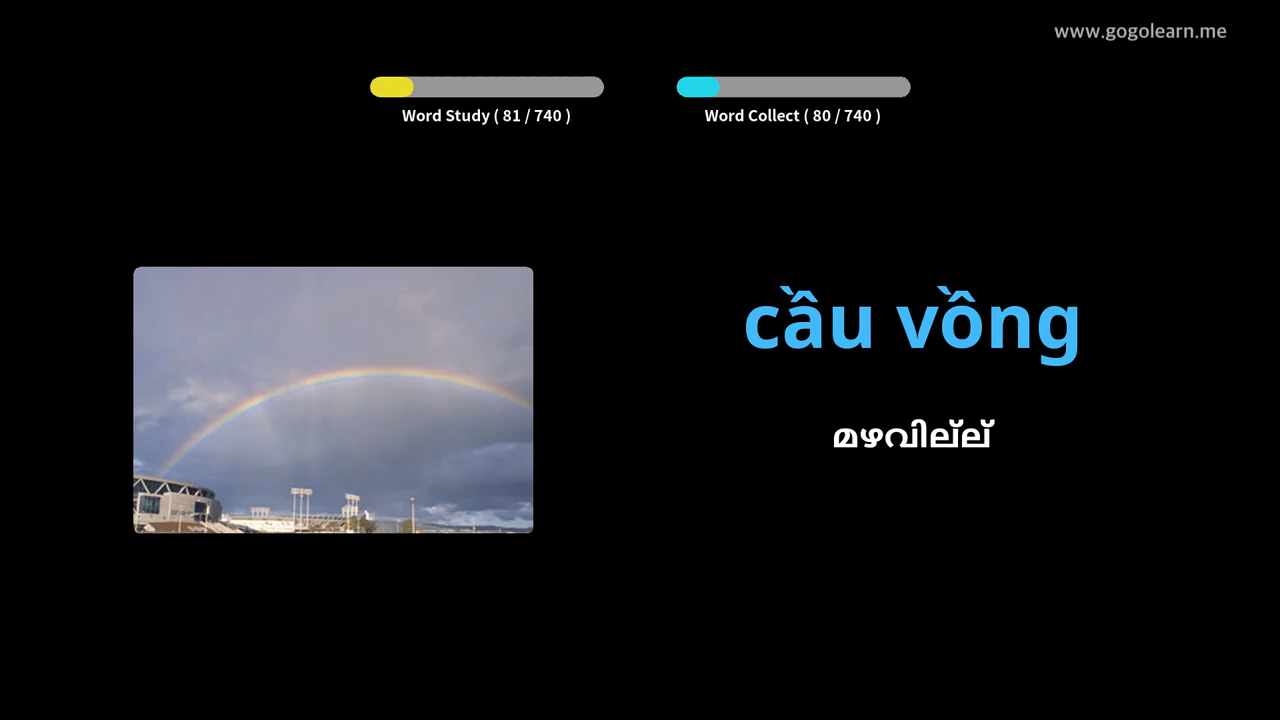 www.gogolearn.me
Word Study ( 81 / 740 )
Word Collect ( 80 / 740 )
cầu vồng
മഴവില്ല്